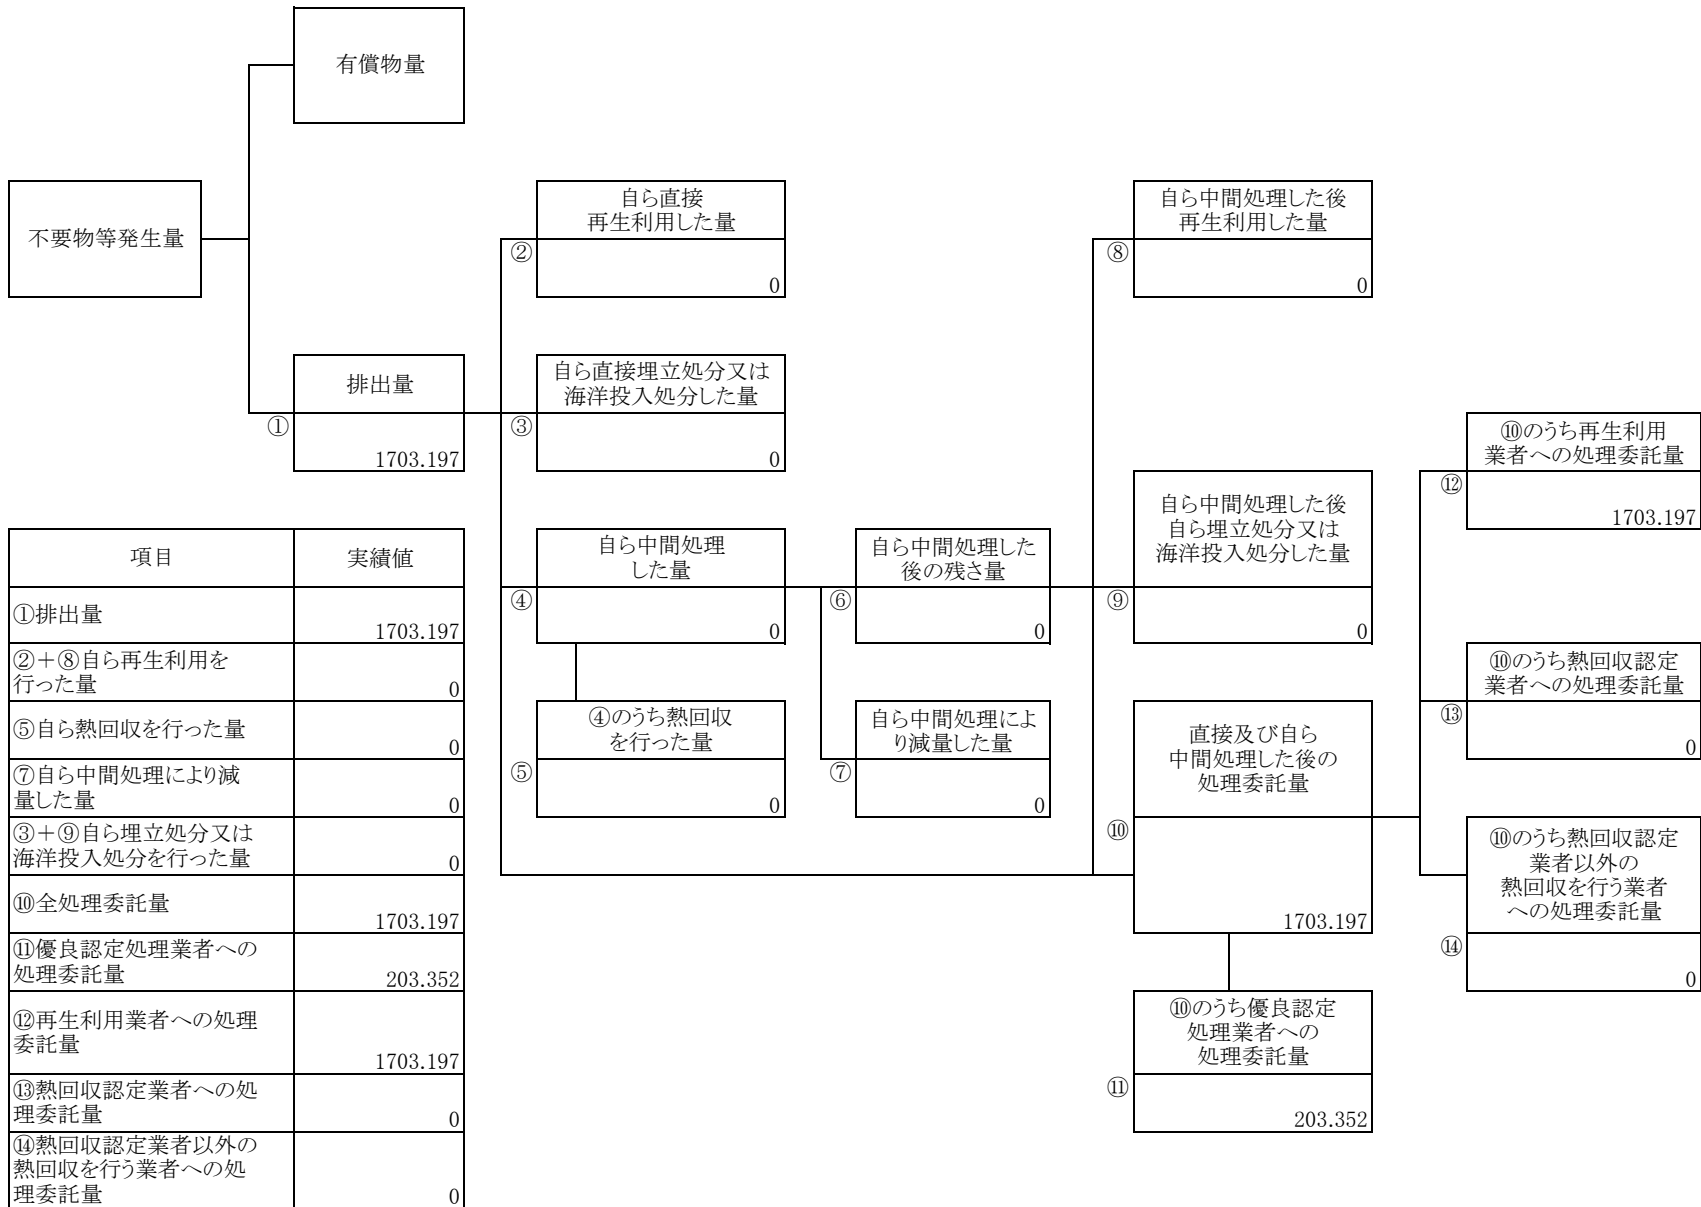 有償物量
不要物等発生量
自ら直接
再生利用した量
②
0
自ら中間処理した後
再生利用した量
⑧
0
排出量
①
1703.197
自ら直接埋立処分又は
海洋投入処分した量
③
0
⑩のうち再生利用
業者への処理委託量
⑫
1703.197
自ら中間処理
した量
④
0
自ら中間処理した
後の残さ量
⑥
0
自ら中間処理した後
自ら埋立処分又は
海洋投入処分した量
⑨
0
⑩のうち熱回収認定
業者への処理委託量
⑬
0
④のうち熱回収
を行った量
⑤
0
自ら中間処理によ
り減量した量
⑦
0
直接及び自ら
中間処理した後の
処理委託量
⑩
1703.197
⑩のうち熱回収認定
業者以外の
熱回収を行う業者
への処理委託量
⑭
0
⑩のうち優良認定
処理業者への
処理委託量
⑪
203.352
項目 実績値
①排出量
1703.197
②+⑧自ら再生利用を
行った量 0
⑤自ら熱回収を行った量
0
⑦自ら中間処理により減
量した量 0
③+⑨自ら埋立処分又は
海洋投入処分を行った量 0
⑩全処理委託量
1703.197
⑪優良認定処理業者への
処理委託量 203.352
⑫再生利用業者への処理
委託量
1703.197
⑬熱回収認定業者への処
理委託量 0
⑭熱回収認定業者以外の
熱回収を行う業者への処
理委託量 0